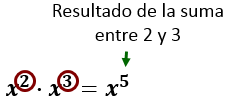 Resultado de la suma
entre 2 y 3
x² · x³ = x⁵